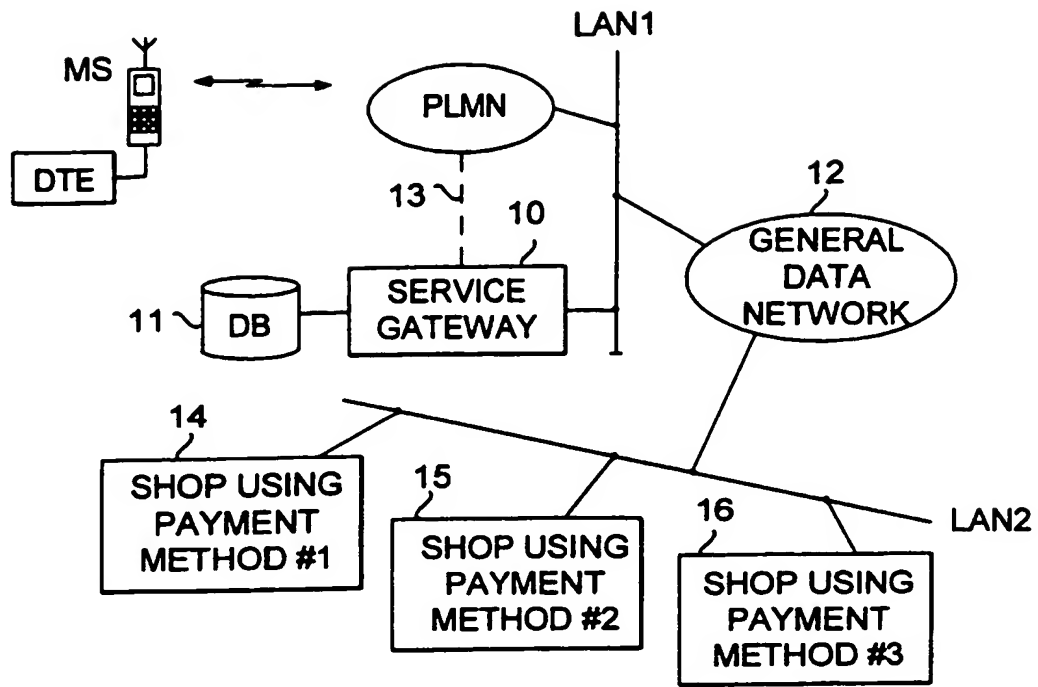 LAN1
MS
PLMN
DTE
13
10
12
GENERAL
DATA
NETWORK
11
DB
SERVICE
GATEWAY
14
SHOP USING
PAYMENT
METHOD #1
15
SHOP USING
PAYMENT
METHOD #2
16
SHOP USING
PAYMENT
METHOD #3
LAN2